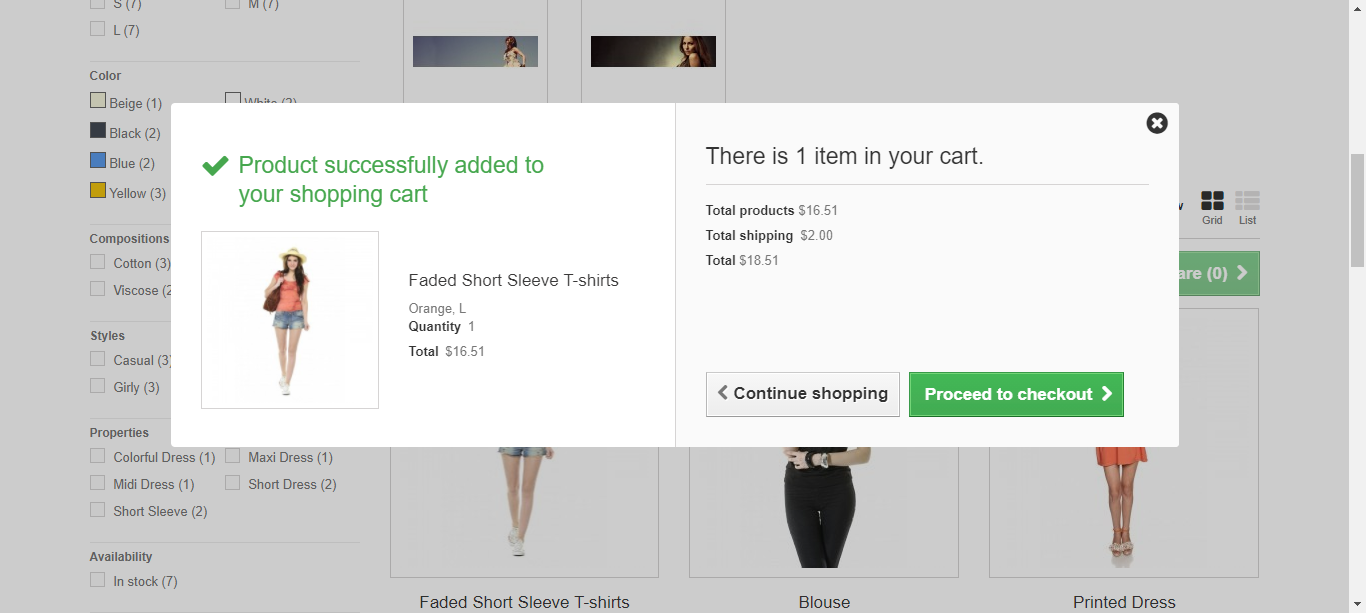 S (7)
M (7)
L (7)
Color
Beige (1)
White (2)
Black (2)
Blue (2)
Yellow (3)
Compositions
Cotton (3)
Viscose (2
Styles
Casual (3)
Girly (3)
Properties
Colorful Dress (1)
Maxi Dress (1)
Midi Dress (1)
Short Dress (2)
Short Sleeve (2)
Availability
In stock (7)
Product successfully added to
your shopping cart
Faded Short Sleeve T-shirts
Orange, L
Quantity 1
Total $16.51
There is 1 item in your cart.
Total products $16.51
Total shipping $2.00
Total $18.51
Continue shopping
Proceed to checkout
Grid
List
are (0)
Faded Short Sleeve T-shirts
Blouse
Printed Dress